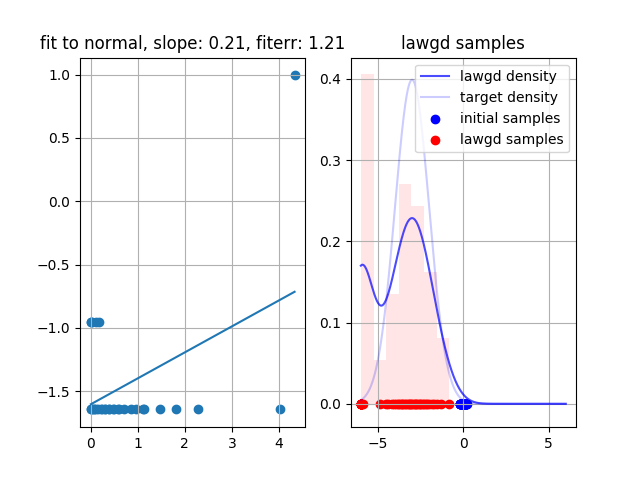 fit to normal, slope: 0.21, fiterr: 1.21
1.0
0.5
0.0
−0.5
−1.0
−1.5
0 1 2 3 4
lawgd samples
lawgd density
target density
initial samples
lawgd samples
0.4
0.3
0.2
0.1
0.0
−5 0 5